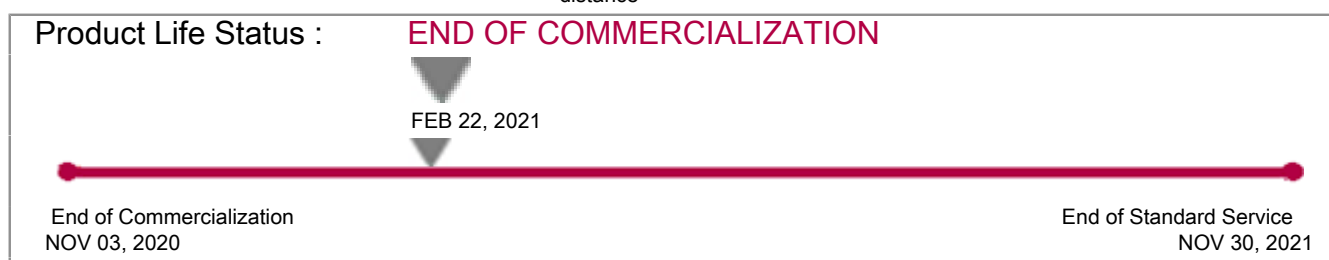 distance
Product Life Status : END OF COMMERCIALIZATION
FEB 22, 2021
End of Commercialization End of Standard Service
NOV 03, 2020 NOV 30, 2021